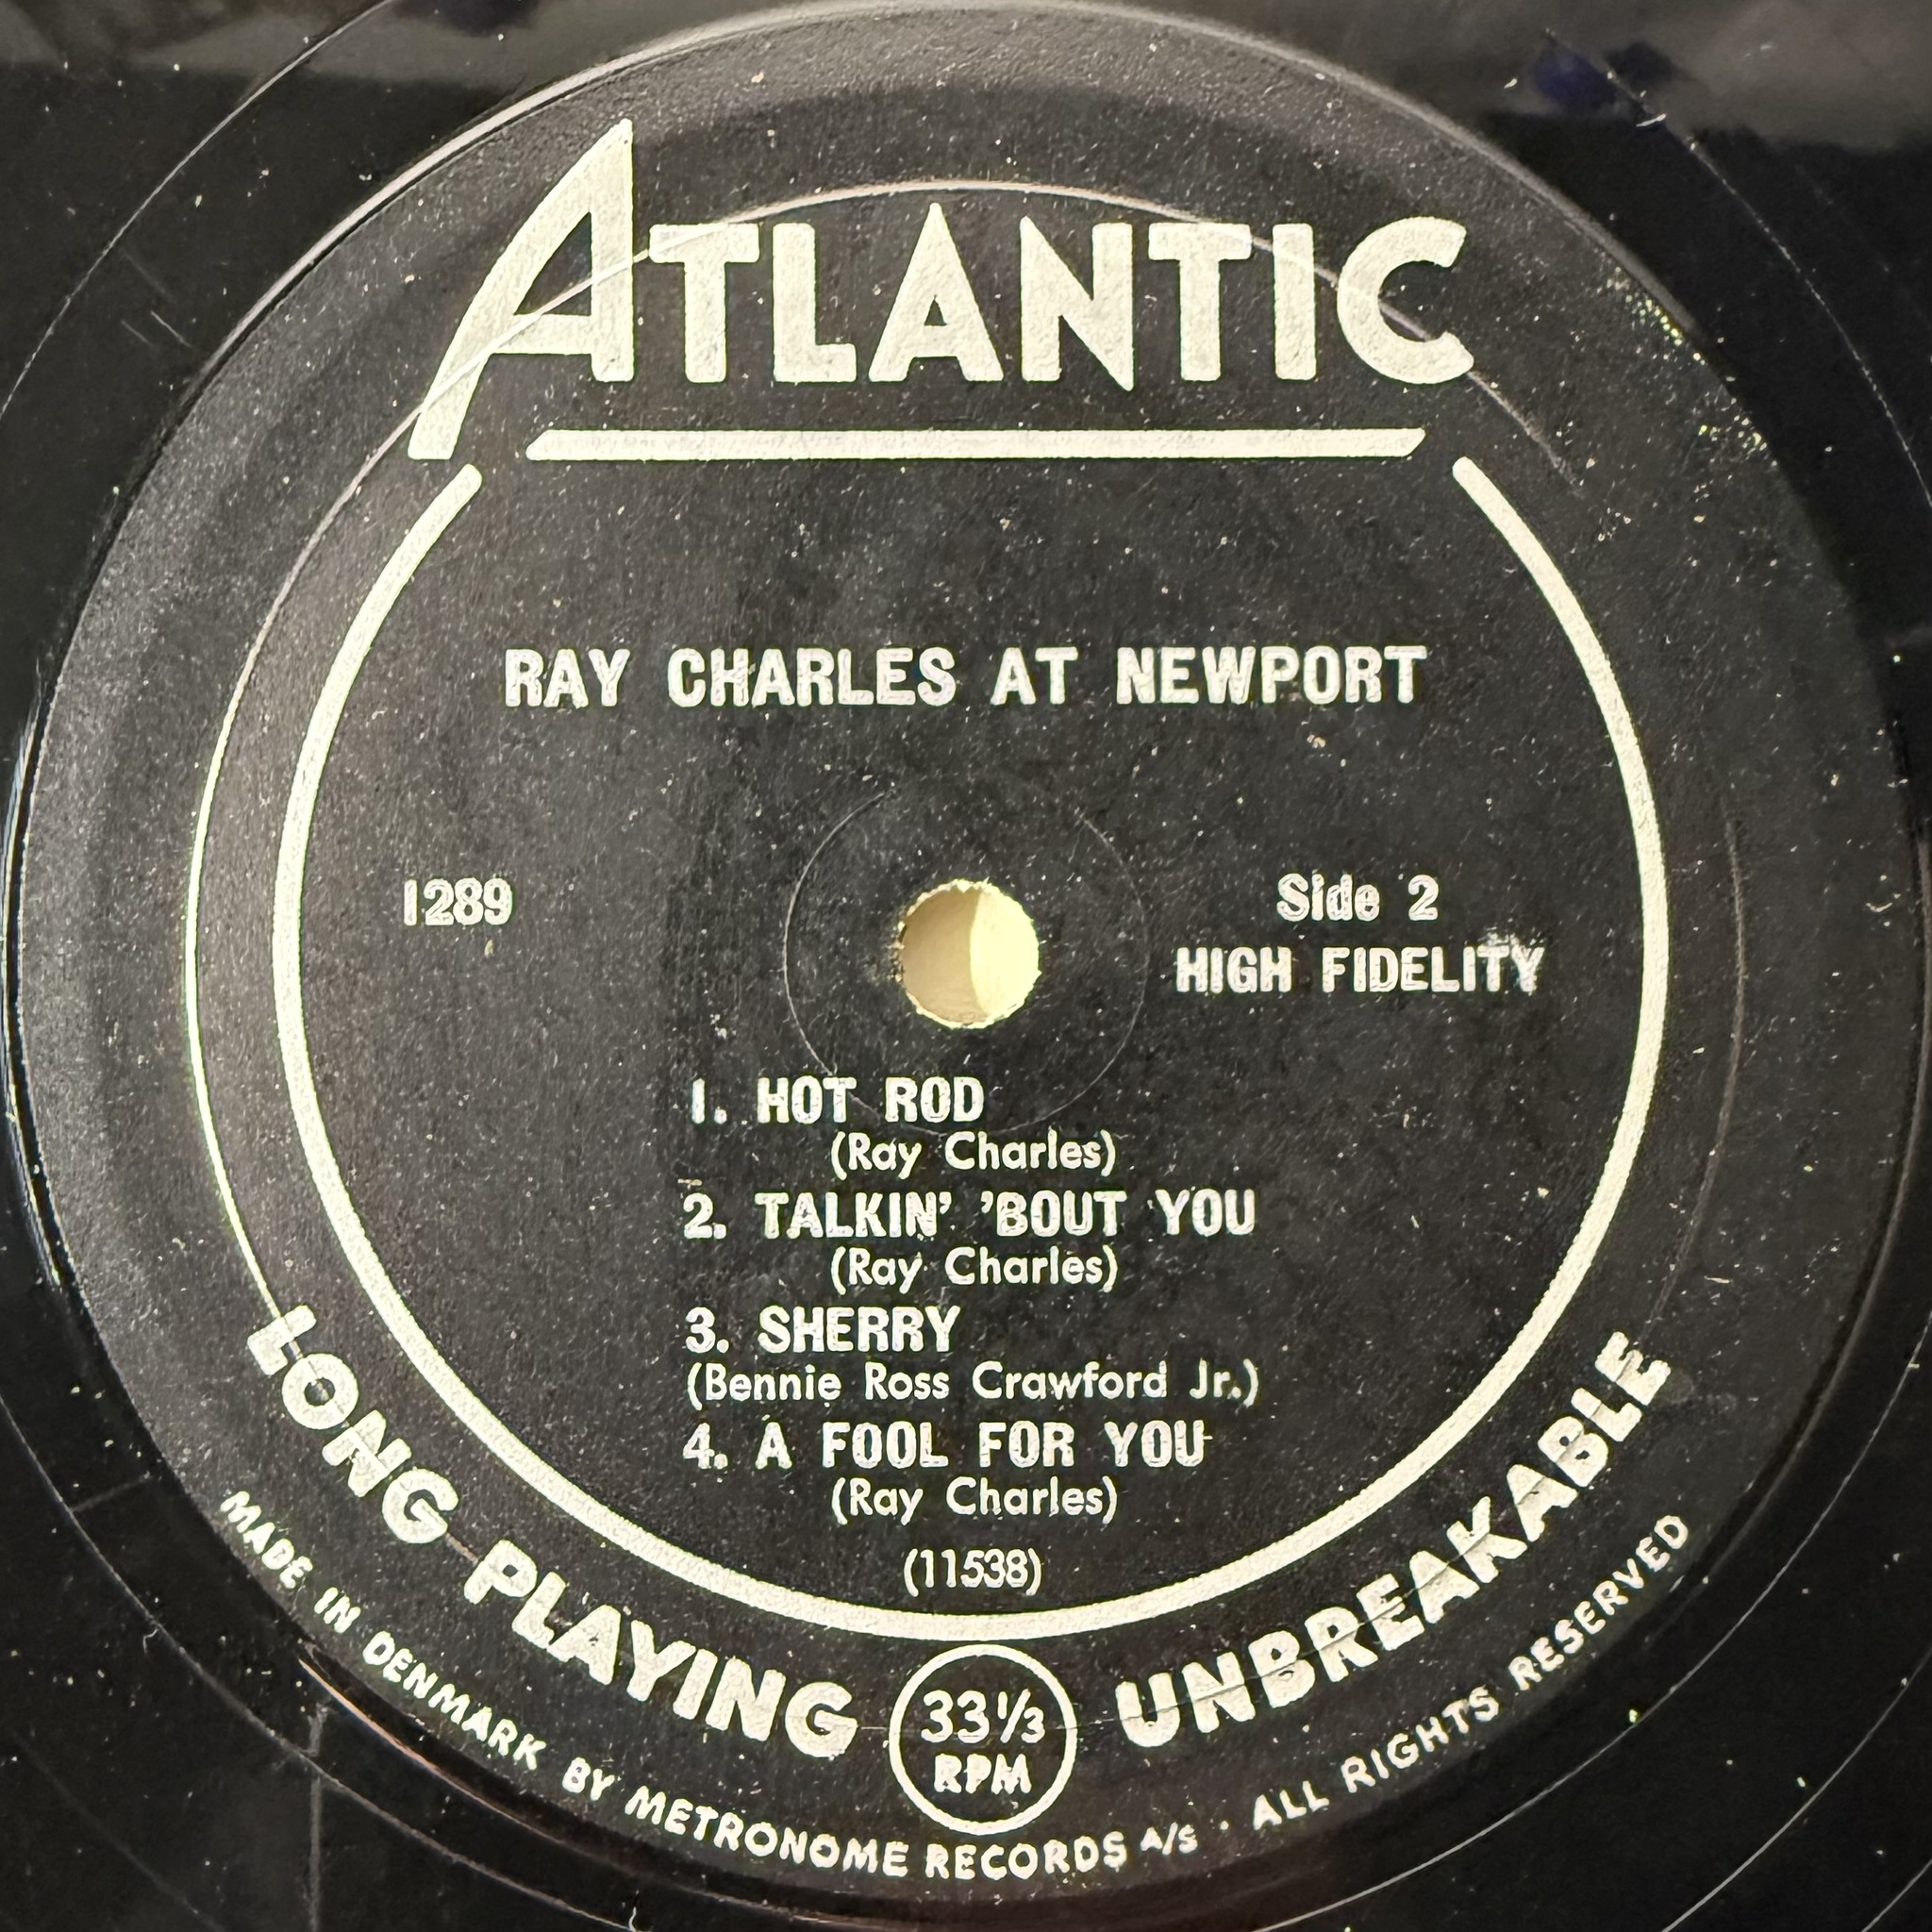 ATLANTIC
RAY CHARLES AT NEWPORT
1289
Side 2
HIGH FIDELITY
1. HOT ROD
(Ray Charles)
2. TALKIN' 'BOUT YOU
(Ray Charles)
3. SHERRY
(Bennie Ross Crawford Jr.)
4. A FOOL FOR YOU
(Ray Charles)
(11538)
LONG PLAYING
33⅓
RPM
UNBREAKABLE
MADE IN DENMARK BY METRONOME RECORDS A/S · ALL RIGHTS RESERVED